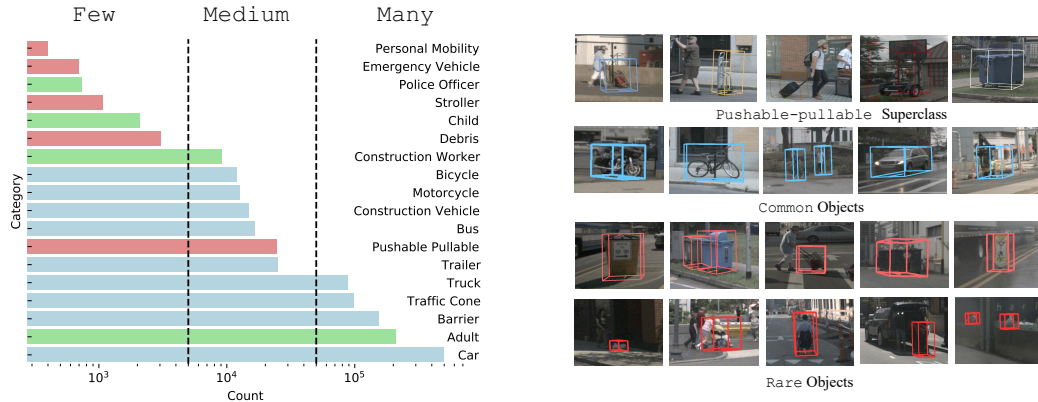 Few Medium Many
Personal Mobility
Emergency Vehicle
Police Officer
Stroller
Child
Debris
Construction Worker
Bicycle
Motorcycle
Construction Vehicle
Bus
Pushable Pullable
Trailer
Truck
Traffic Cone
Barrier
Adult
Car
Category
10³ 10⁴ 10⁵
Count
Pushable-pullable Superclass
Common Objects
Rare Objects